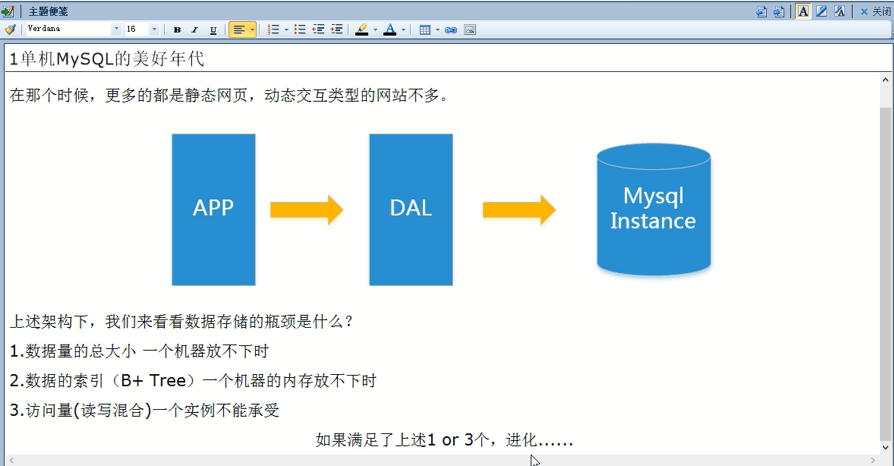 主题便笺
关闭
Verdana
16
B I U
1单机MySQL的美好年代
在那个时候，更多的都是静态网页，动态交互类型的网站不多。
APP
DAL
Mysql
Instance
上述架构下，我们来看看数据存储的瓶颈是什么？
1.数据量的总大小 一个机器放不下时
2.数据的索引（B+ Tree）一个机器的内存放不下时
3.访问量(读写混合)一个实例不能承受
如果满足了上述1 or 3个，进化......